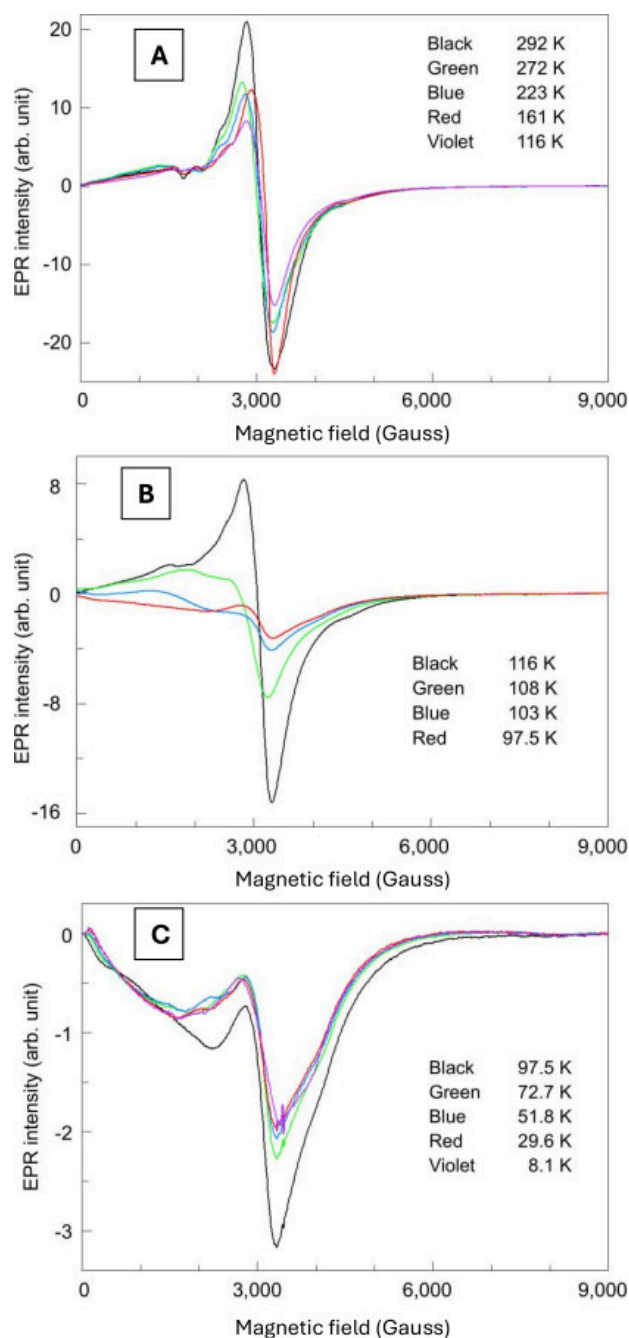 A
Black 292 K
Green 272 K
Blue 223 K
Red 161 K
Violet 116 K
20
10
0
-10
-20
EPR intensity (arb. unit)
0 3,000 6,000 9,000
Magnetic field (Gauss)
B
8
0
-8
-16
EPR intensity (arb. unit)
Black 116 K
Green 108 K
Blue 103 K
Red 97.5 K
0 3,000 6,000 9,000
Magnetic field (Gauss)
C
0
-1
-2
-3
EPR intensity (arb. unit)
Black 97.5 K
Green 72.7 K
Blue 51.8 K
Red 29.6 K
Violet 8.1 K
0 3,000 6,000 9,000
Magnetic field (Gauss)